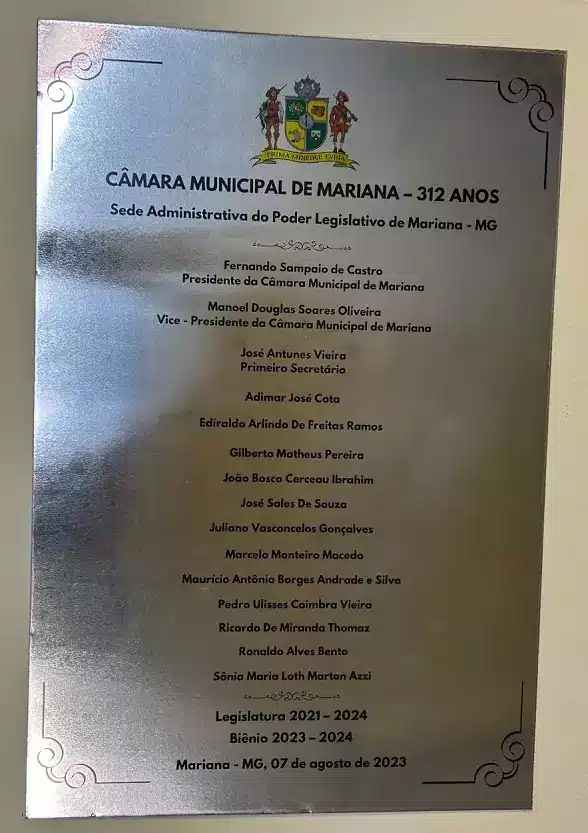 PRIMA MINEIRE CVRIA
CÂMARA MUNICIPAL DE MARIANA – 312 ANOS
Sede Administrativa do Poder Legislativo de Mariana - MG
Fernando Sampaio de Castro
Presidente da Câmara Municipal de Mariana
Manoel Douglas Soares Oliveira
Vice - Presidente da Câmara Municipal de Mariana
José Antunes Vieira
Primeiro Secretário
Adimar José Cota
Ediraldo Arlindo De Freitas Ramos
Gilberto Matheus Pereira
João Bosco Cerceau Ibrahim
José Sales De Souza
Juliano Vasconcelos Gonçalves
Marcelo Monteiro Macedo
Maurício Antônio Borges Andrade e Silva
Pedro Ulisses Coimbra Vieira
Ricardo De Miranda Thomaz
Ronaldo Alves Bento
Sônia Maria Loth Marton Azzi
Legislatura 2021 – 2024
Biênio 2023 – 2024
Mariana - MG, 07 de agosto de 2023